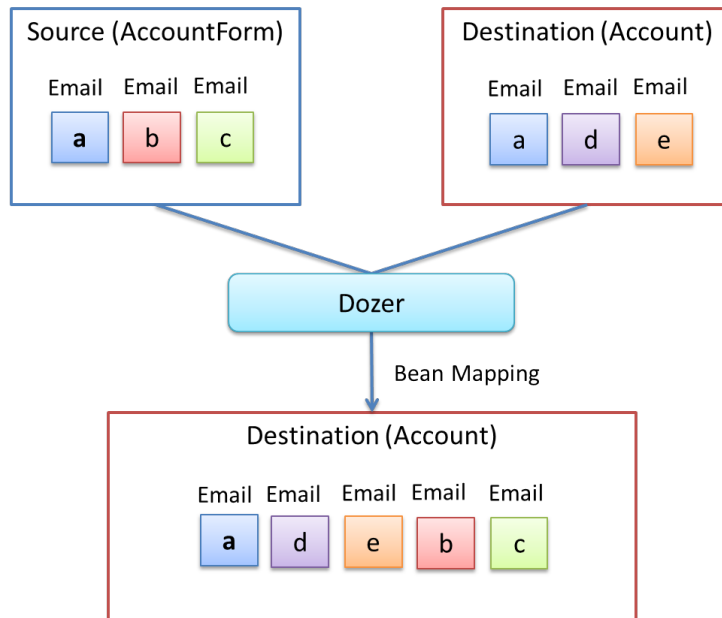 Source (AccountForm)
Email Email Email
a b c
Destination (Account)
Email Email Email
a d e
Dozer
Bean Mapping
Destination (Account)
Email Email Email Email Email
a d e b c